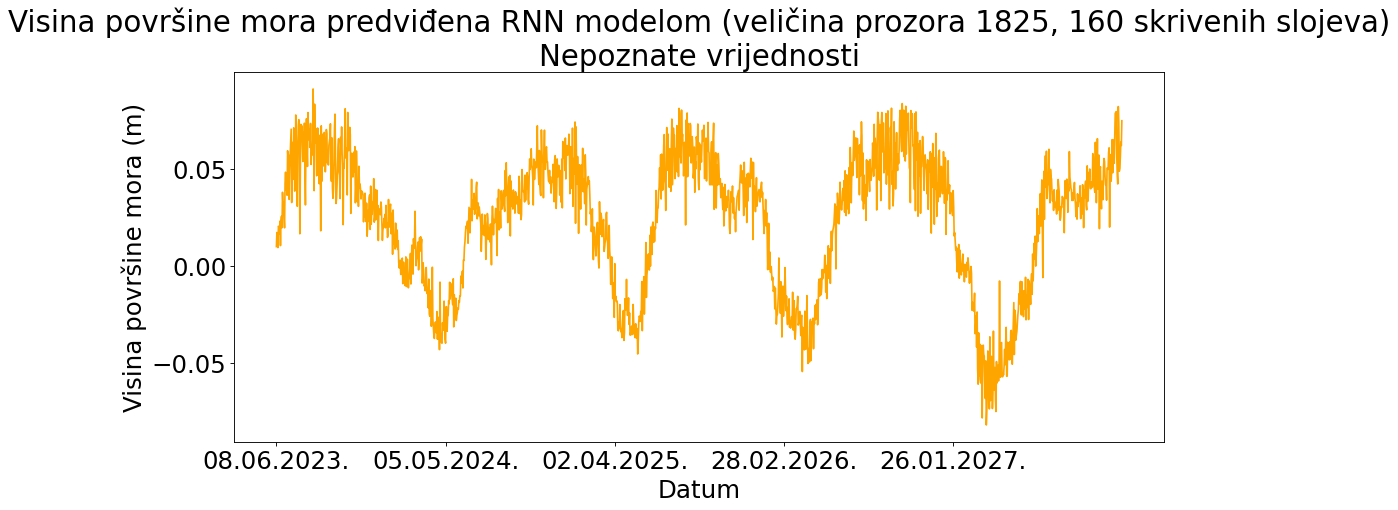 Visina površine mora predviđena RNN modelom (veličina prozora 1825, 160 skrivenih slojeva)
Nepoznate vrijednosti
Visina površine mora (m)
0.05
0.00
−0.05
08.06.2023. 05.05.2024. 02.04.2025. 28.02.2026. 26.01.2027.
Datum